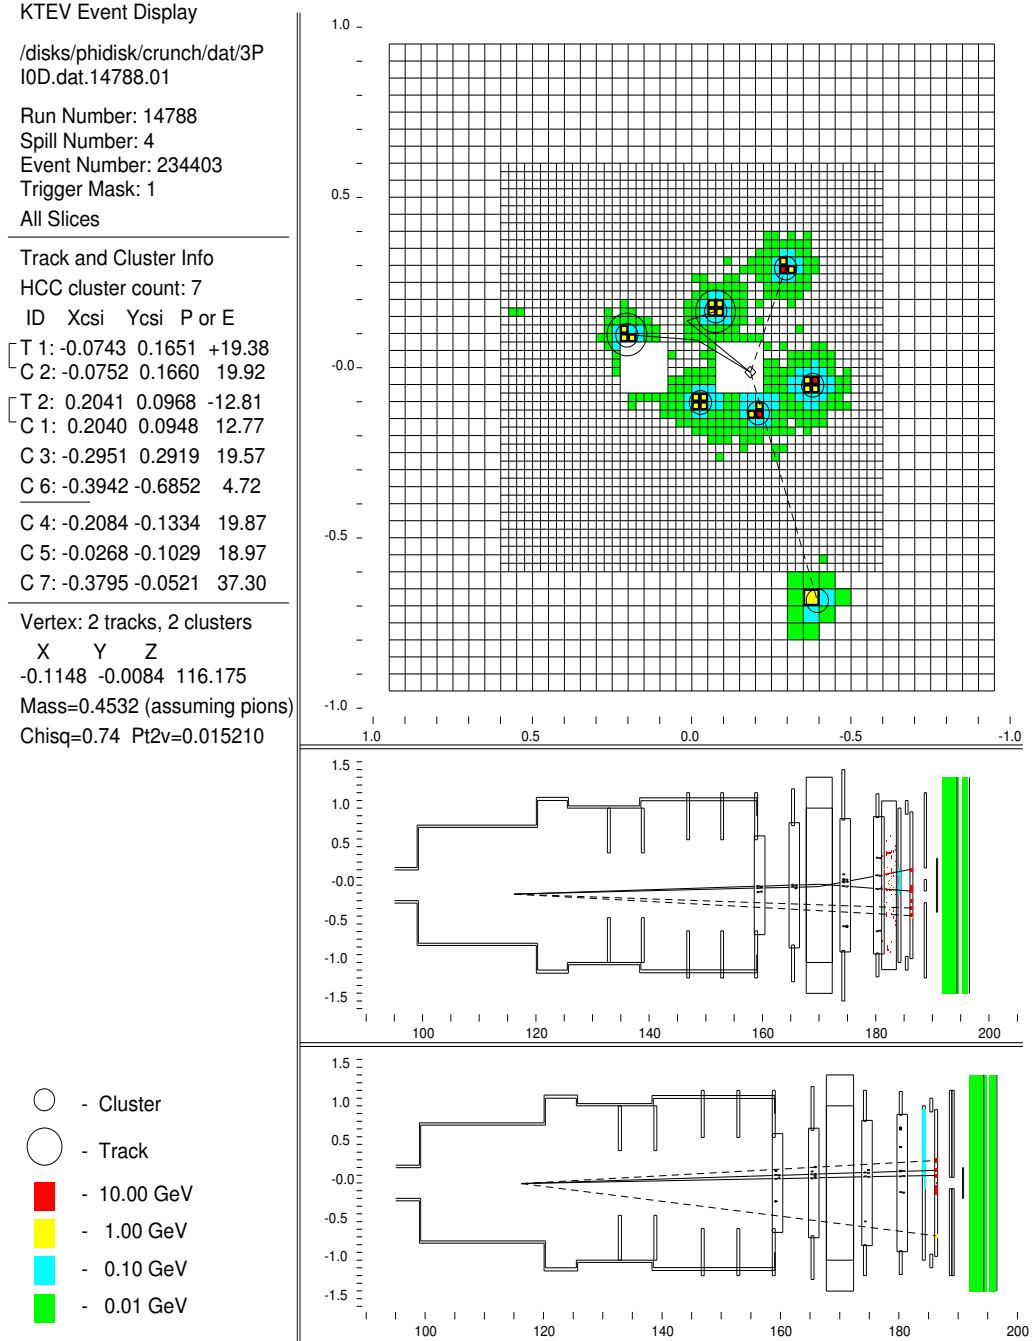 KTEV Event Display
/disks/phidisk/crunch/dat/3P
I0D.dat.14788.01
Run Number: 14788
Spill Number: 4
Event Number: 234403
Trigger Mask: 1
All Slices
Track and Cluster Info
HCC cluster count: 7
ID Xcsi Ycsi P or E
T 1: -0.0743 0.1651 +19.38
C 2: -0.0752 0.1660 19.92
T 2: 0.2041 0.0968 -12.81
C 1: 0.2040 0.0948 12.77
C 3: -0.2951 0.2919 19.57
C 6: -0.3942 -0.6852 4.72
C 4: -0.2084 -0.1334 19.87
C 5: -0.0268 -0.1029 18.97
C 7: -0.3795 -0.0521 37.30
Vertex: 2 tracks, 2 clusters
X Y Z
-0.1148 -0.0084 116.175
Mass=0.4532 (assuming pions)
Chisq=0.74 Pt2v=0.015210
- Cluster
- Track
- 10.00 GeV
- 1.00 GeV
- 0.10 GeV
- 0.01 GeV
1.0
0.5
-0.0
-0.5
-1.0
1.0 0.5 0.0 -0.5 -1.0
1.5
1.0
0.5
-0.0
-0.5
-1.0
-1.5
100 120 140 160 180 200
1.5
1.0
0.5
-0.0
-0.5
-1.0
-1.5
100 120 140 160 180 200